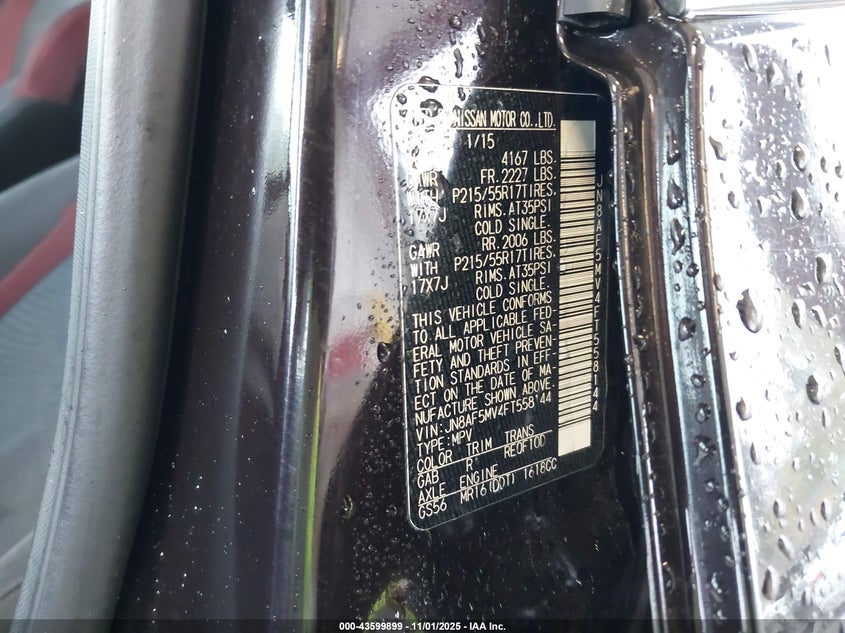 NISSAN MOTOR CO.,LTD.
1/15
4167 LBS.
GAWR FR. 2227 LBS.
WITH P215/55R17TIRES.
17X7J RIMS. AT35PSI
COLD SINGLE.
GAWR RR. 2006 LBS.
WITH P215/55R17TIRES.
17X7J RIMS. AT35PSI
COLD SINGLE.
THIS VEHICLE CONFORMS
TO ALL APPLICABLE FED-
ERAL MOTOR VEHICLE SA-
FETY AND THEFT PREVEN-
TION STANDARDS IN EFF-
ECT ON THE DATE OF MA-
NUFACTURE SHOWN ABOVE.
VIN: JN8AF5MV4FT558144
TYPE: MPV
COLOR TRIM TRANS
GAB R RE0F10D
AXLE ENGINE
GS56 MR16(DDT) 1618CC
JN8AF5MV4FT558144
000-43599899 - 11/01/2025 - IAA Inc.